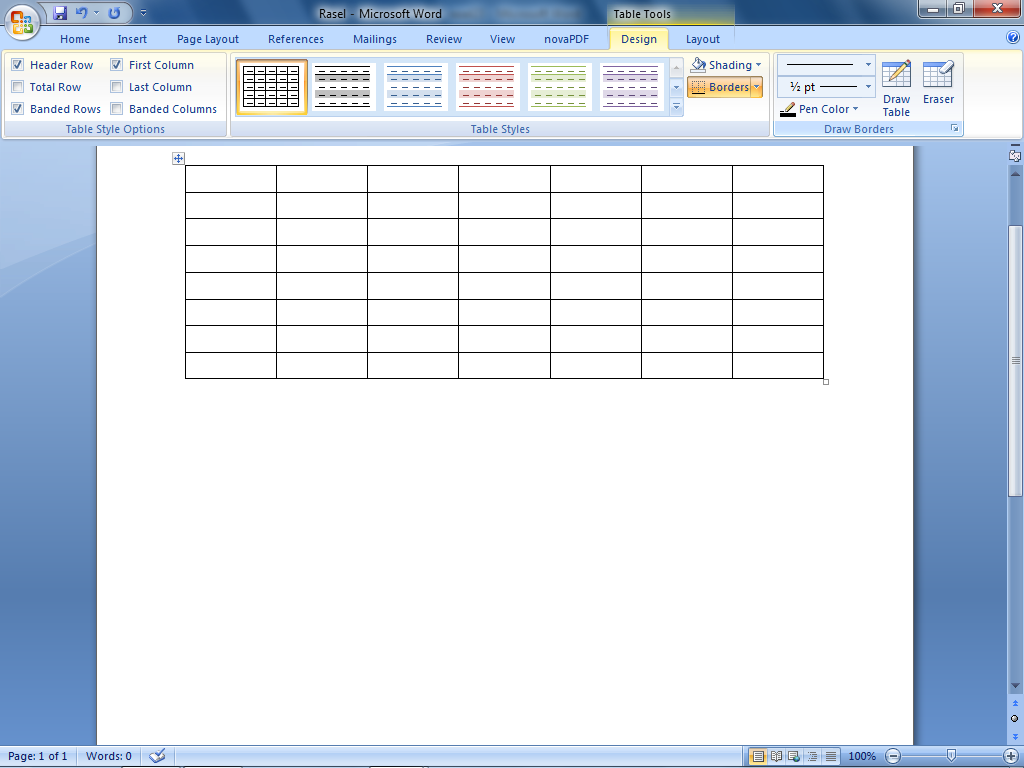 Rasel - Microsoft Word
Table Tools
Home Insert Page Layout References Mailings Review View novaPDF Design Layout
Header Row First Column
Total Row Last Column
Banded Rows Banded Columns
Table Style Options
Table Styles
Shading
Borders
½ pt
Pen Color
Draw Table
Eraser
Draw Borders
Page: 1 of 1 Words: 0 100%